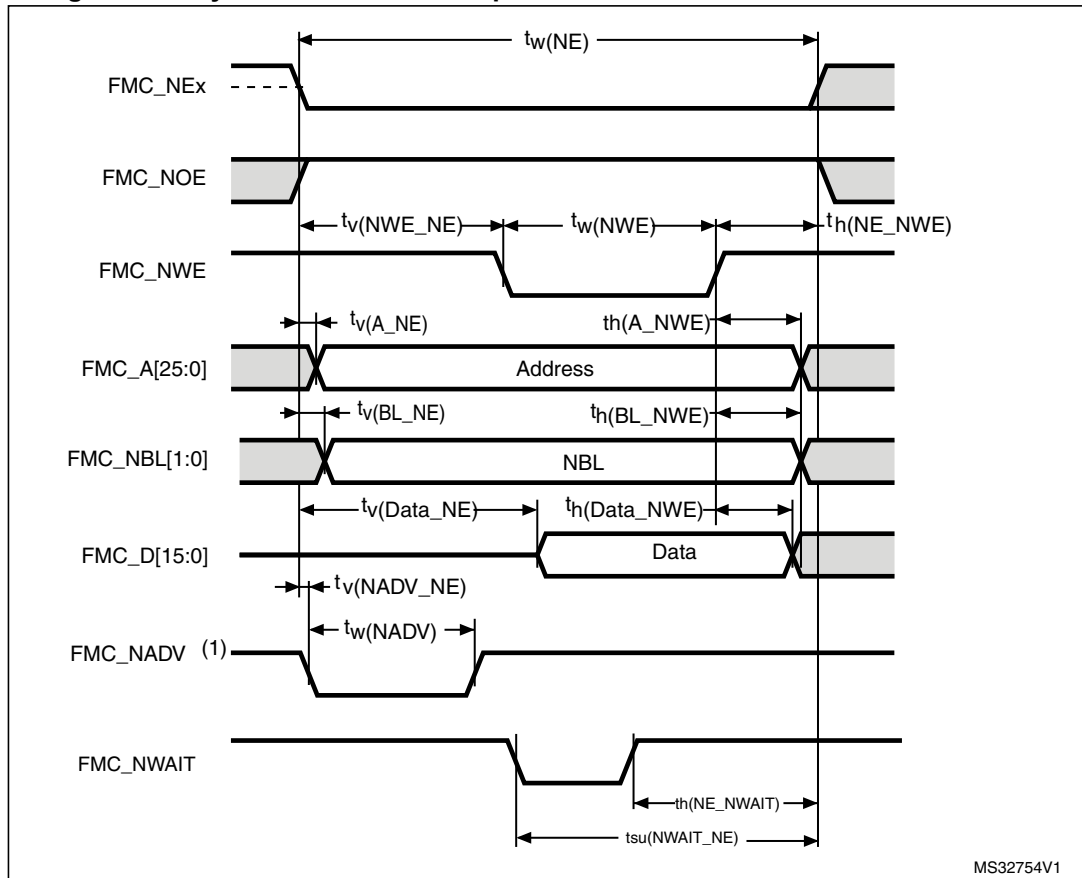 tw(NE)
FMC_NEx
FMC_NOE
tv(NWE_NE) tw(NWE) th(NE_NWE)
FMC_NWE
tv(A_NE) th(A_NWE)
FMC_A[25:0] Address
tv(BL_NE) th(BL_NWE)
FMC_NBL[1:0] NBL
tv(Data_NE) th(Data_NWE)
FMC_D[15:0] Data
tv(NADV_NE)
tw(NADV)
FMC_NADV (1)
FMC_NWAIT
th(NE_NWAIT)
tsu(NWAIT_NE)
MS32754V1